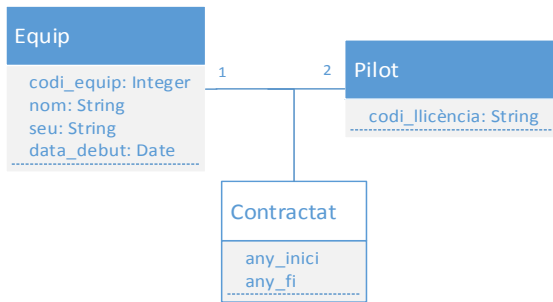 Equip
codi_equip: Integer
nom: String
seu: String
data_debut: Date
1
2
Pilot
codi_llicència: String
Contractat
any_inici
any_fi